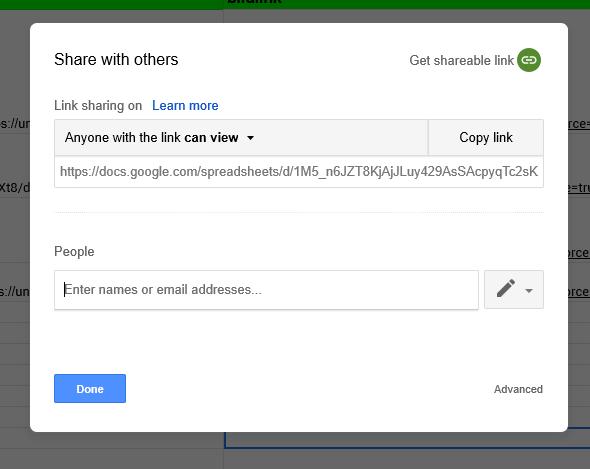 Share with others
Get shareable link
Link sharing on Learn more
Anyone with the link can view
Copy link
https://docs.google.com/spreadsheets/d/1M5_n6JZT8KjAjJLuy429AsSAcpyqTc2sK
People
Enter names or email addresses...
Done
Advanced